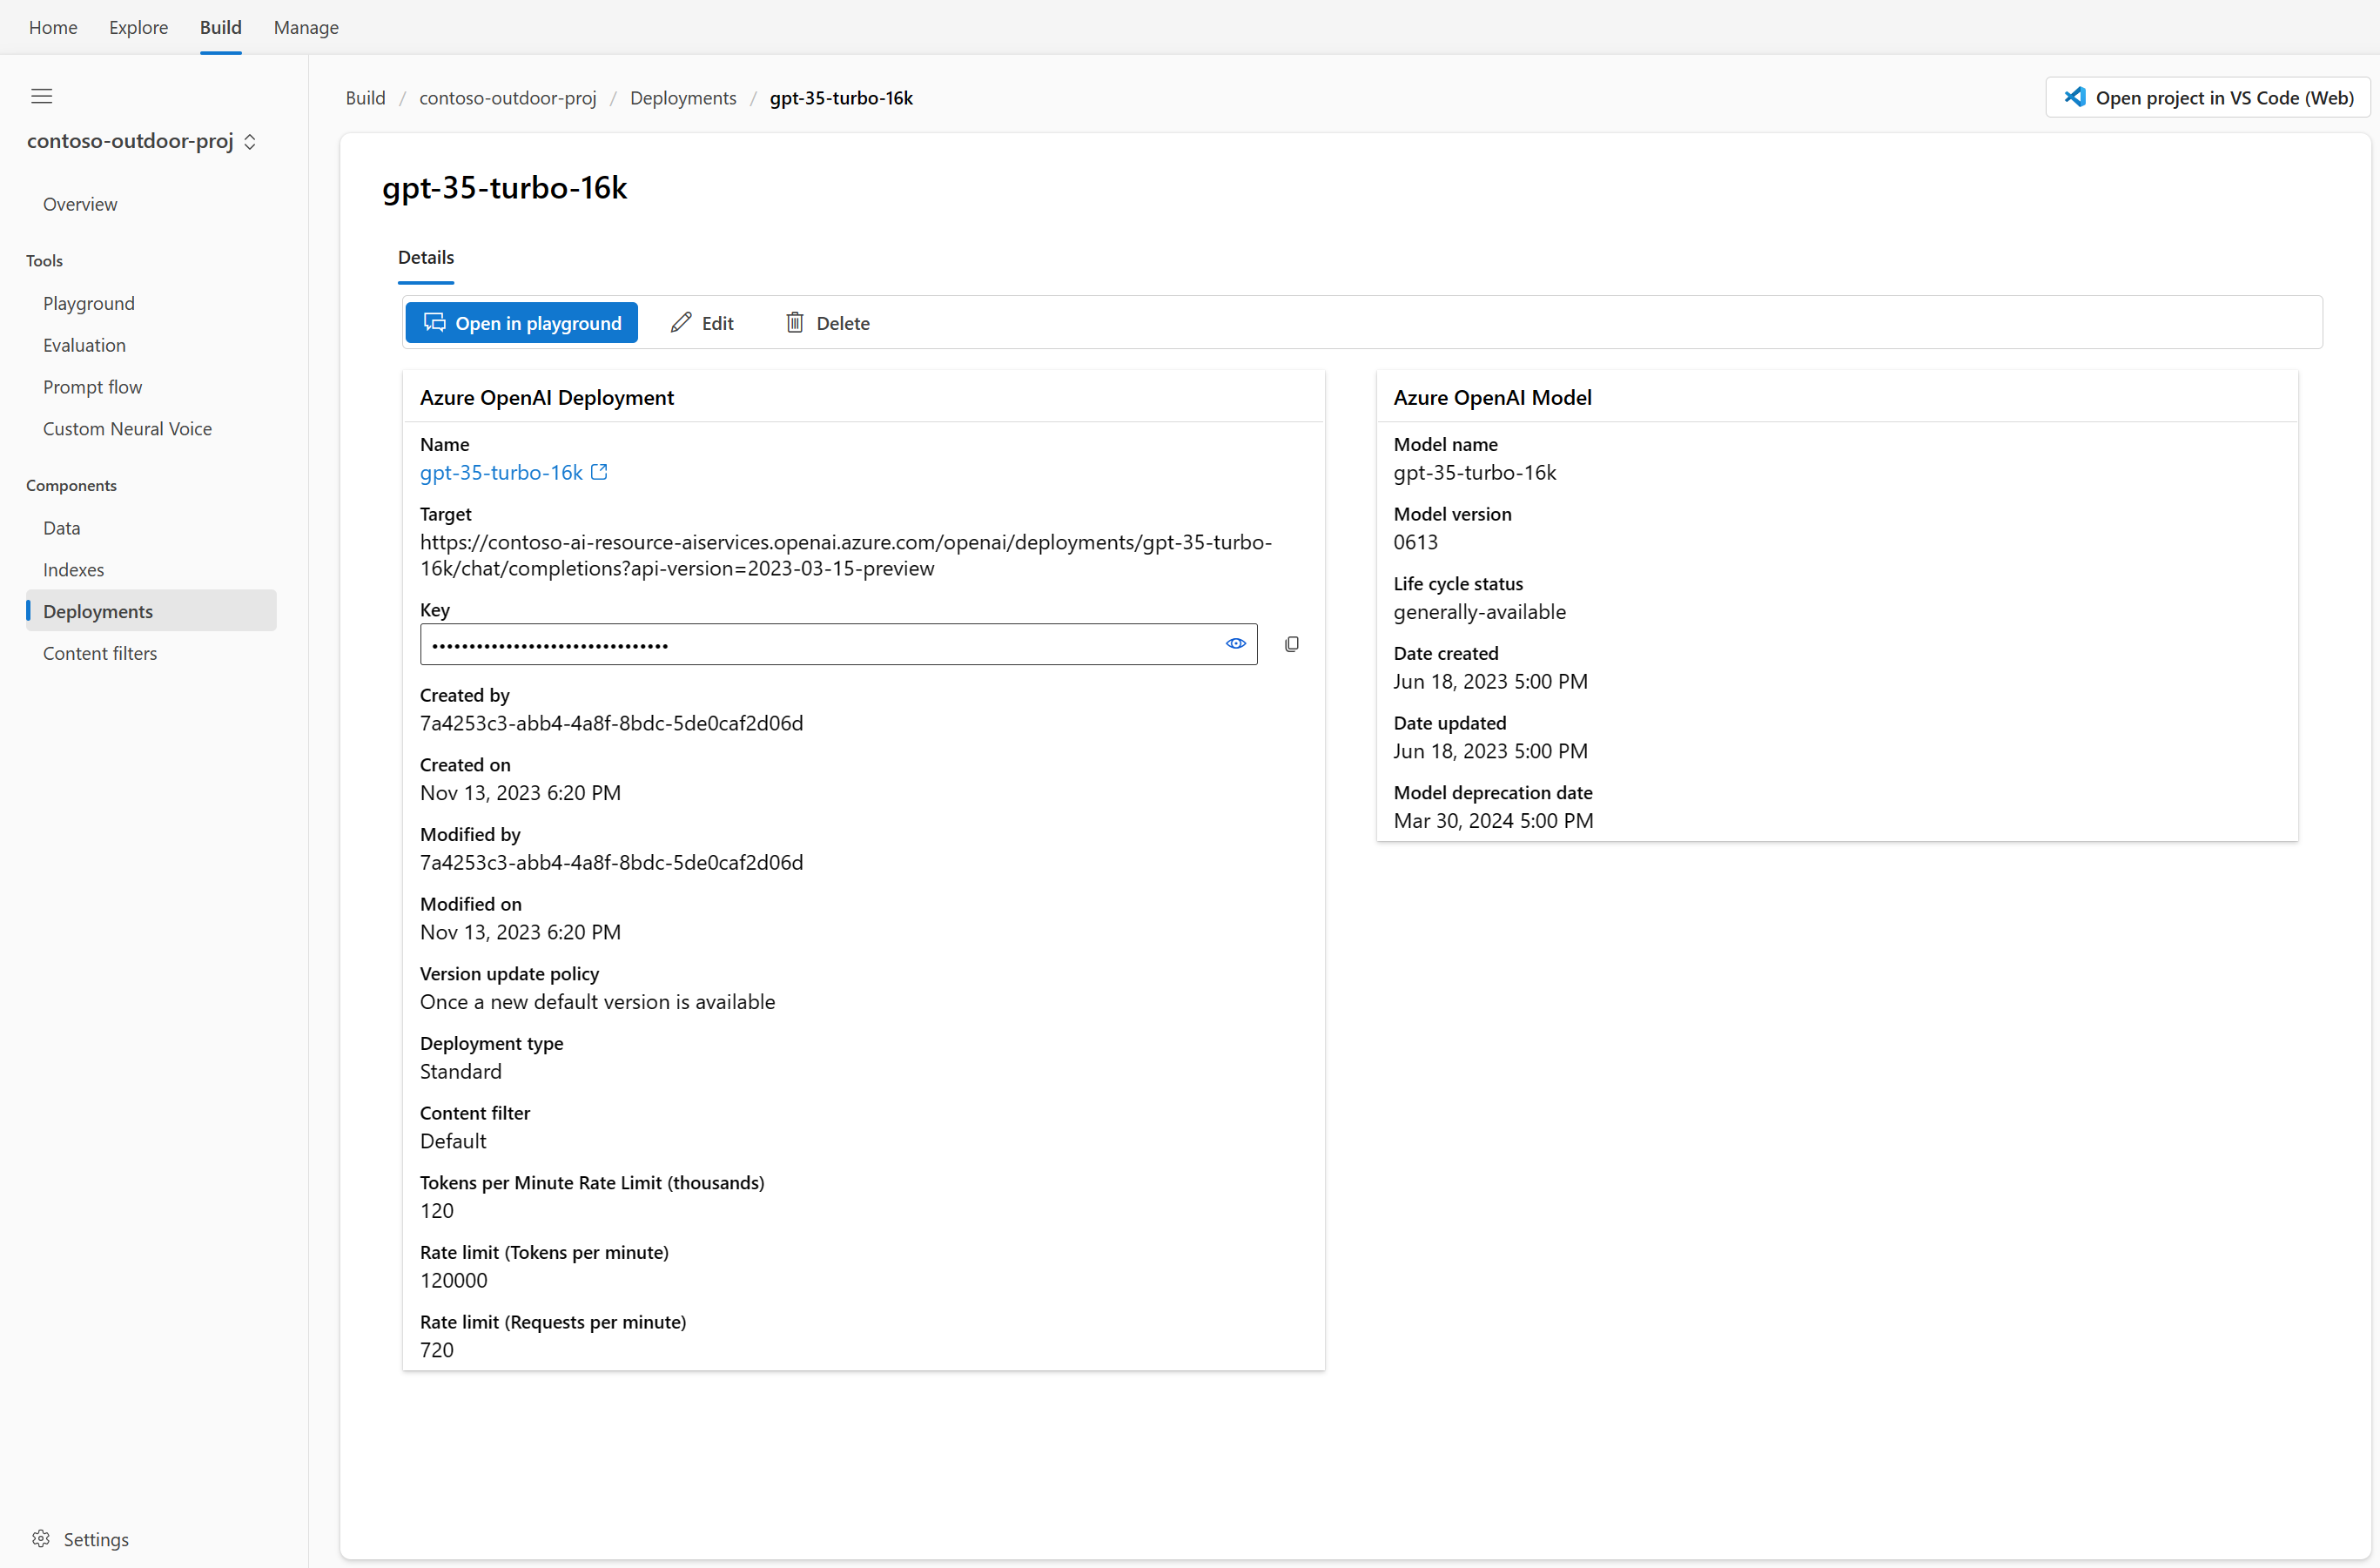 Home Explore Build Manage
contoso-outdoor-proj
Overview
Tools
Playground
Evaluation
Prompt flow
Custom Neural Voice
Components
Data
Indexes
Deployments
Content filters
Settings
Build / contoso-outdoor-proj / Deployments / gpt-35-turbo-16k
Open project in VS Code (Web)
gpt-35-turbo-16k
Details
Open in playground Edit Delete
Azure OpenAI Deployment
Name
gpt-35-turbo-16k
Target
https://contoso-ai-resource-aiservices.openai.azure.com/openai/deployments/gpt-35-turbo-
16k/chat/completions?api-version=2023-03-15-preview
Key
••••••••••••••••••••••••••••••••
Created by
7a4253c3-abb4-4a8f-8bdc-5de0caf2d06d
Created on
Nov 13, 2023 6:20 PM
Modified by
7a4253c3-abb4-4a8f-8bdc-5de0caf2d06d
Modified on
Nov 13, 2023 6:20 PM
Version update policy
Once a new default version is available
Deployment type
Standard
Content filter
Default
Tokens per Minute Rate Limit (thousands)
120
Rate limit (Tokens per minute)
120000
Rate limit (Requests per minute)
720
Azure OpenAI Model
Model name
gpt-35-turbo-16k
Model version
0613
Life cycle status
generally-available
Date created
Jun 18, 2023 5:00 PM
Date updated
Jun 18, 2023 5:00 PM
Model deprecation date
Mar 30, 2024 5:00 PM